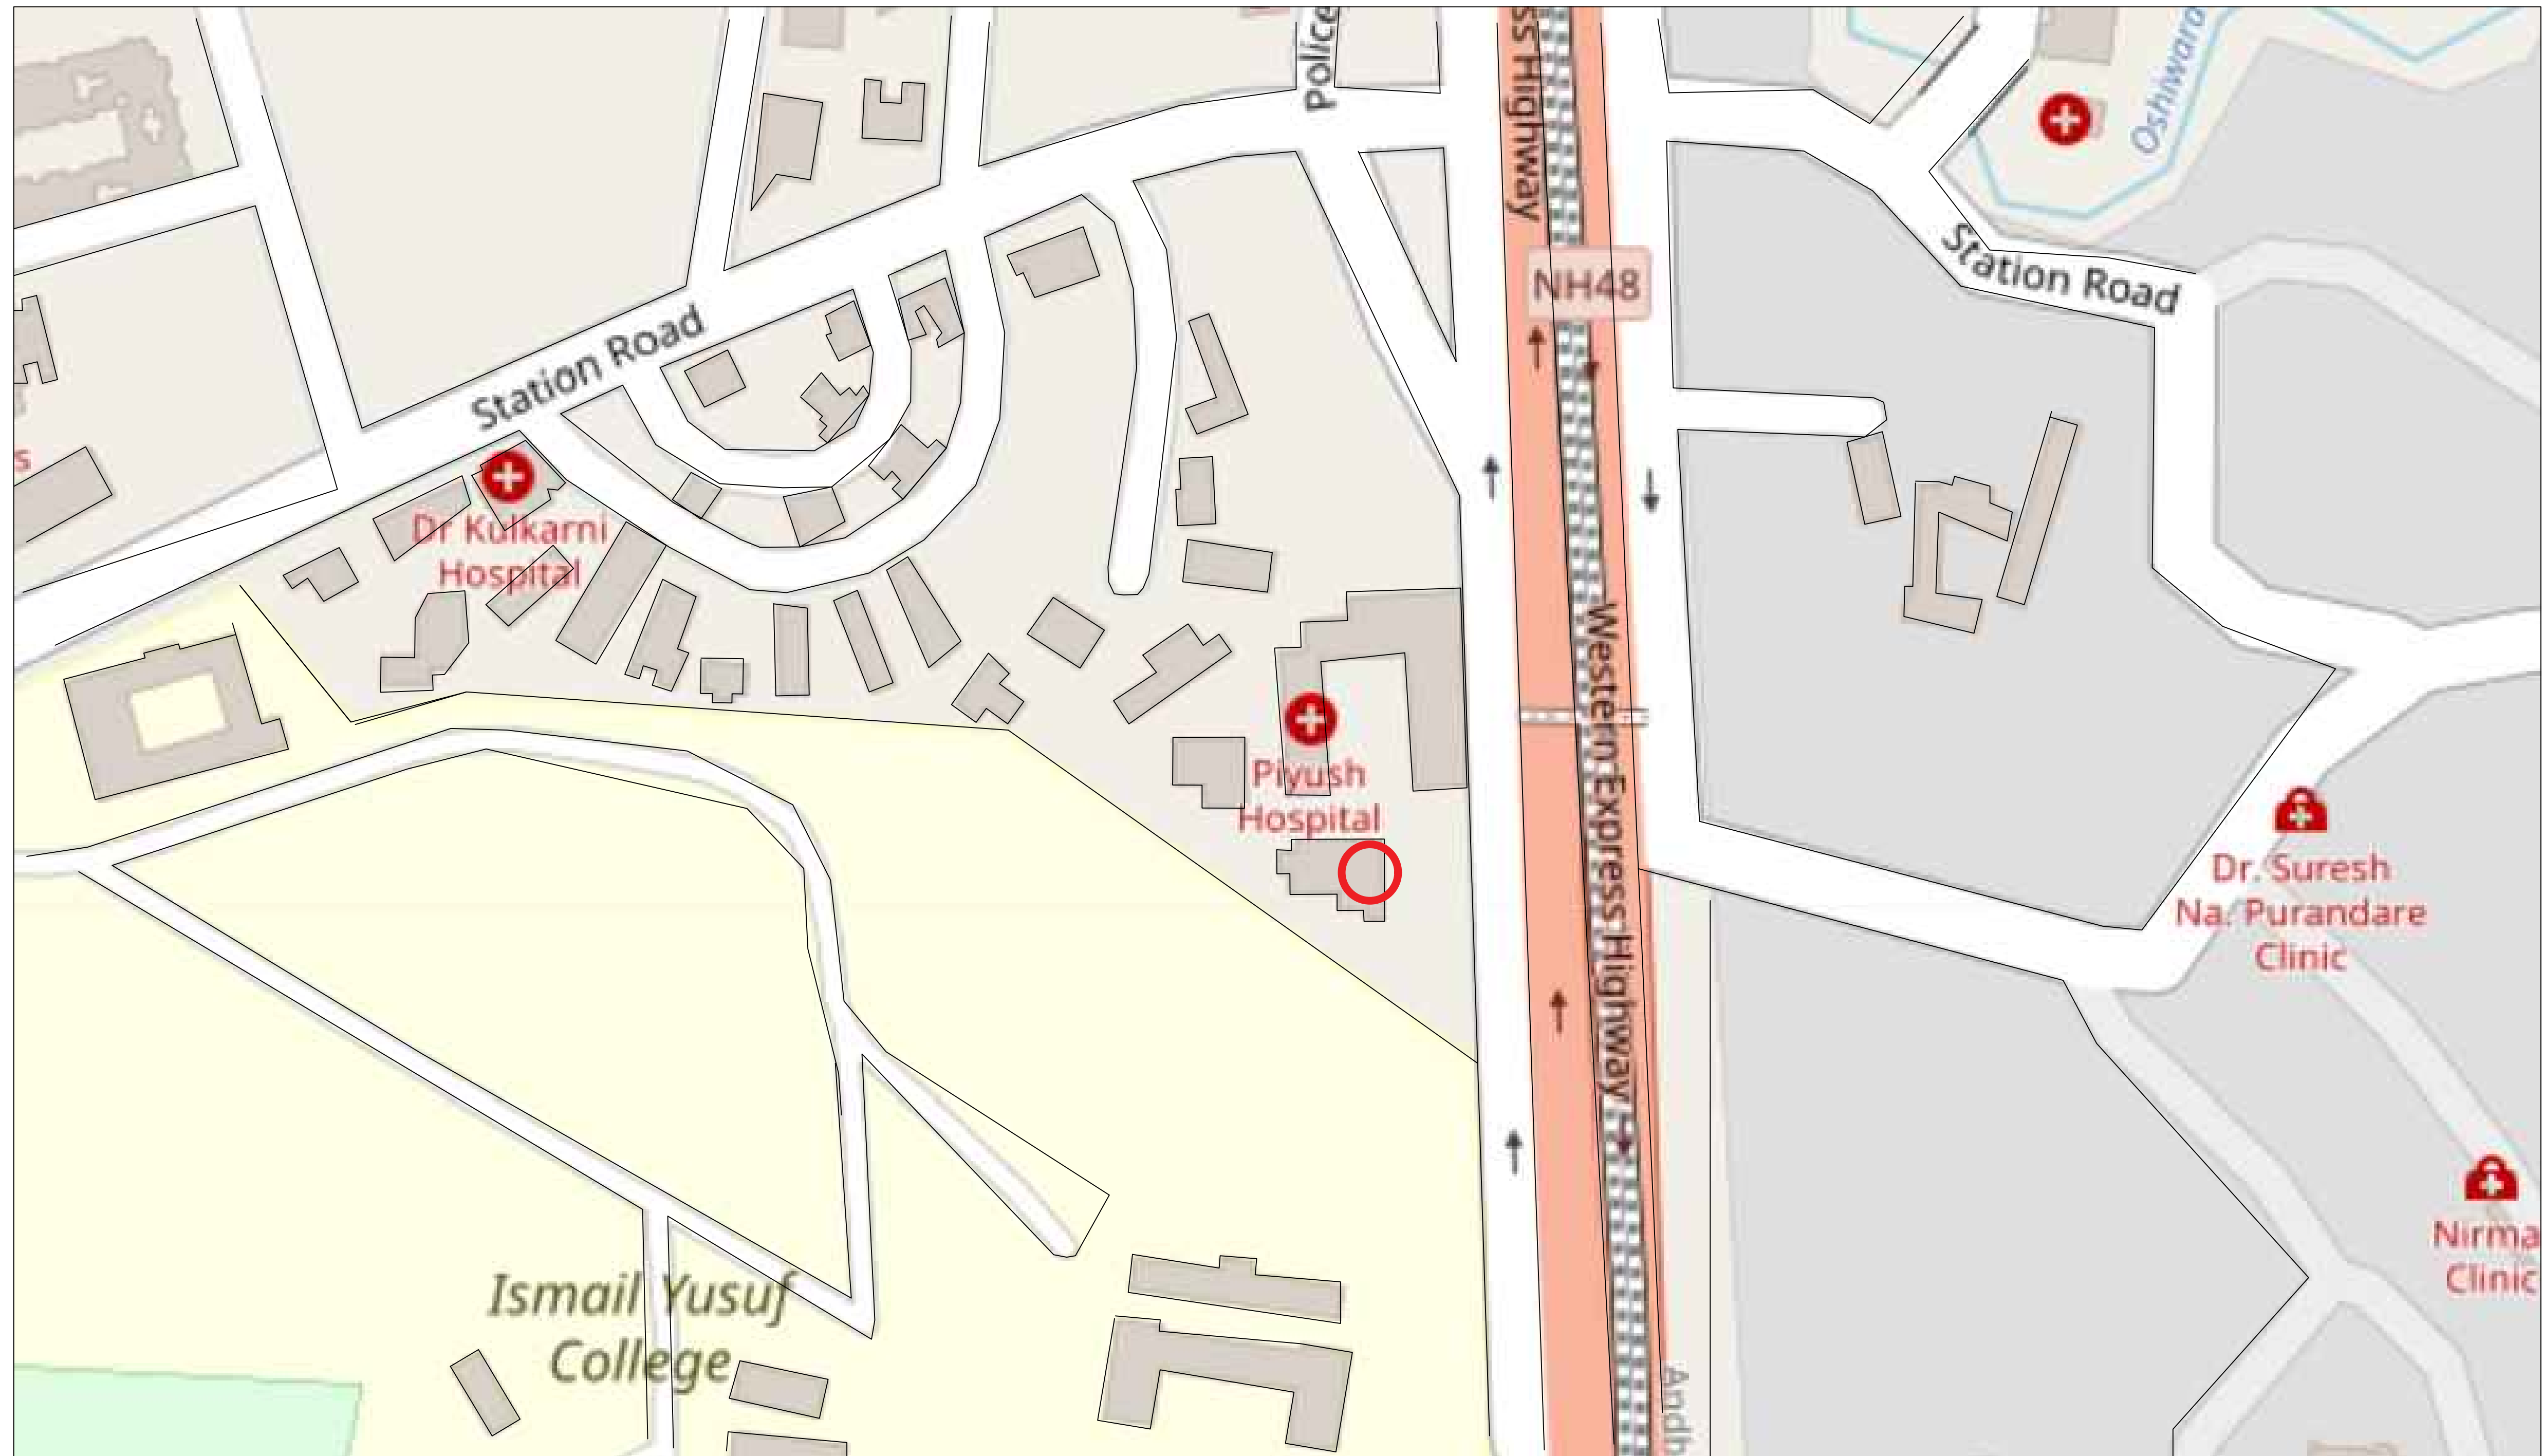 Police
ss Highway
Oshiwara
NH48
Station Road
Station Road
s
Dr Kulkarni
Hospital
Western Express Highway
Piyush
Hospital
Dr. Suresh
Na. Purandare
Clinic
Nirma
Clinic
Ismail Yusuf
College
Andh